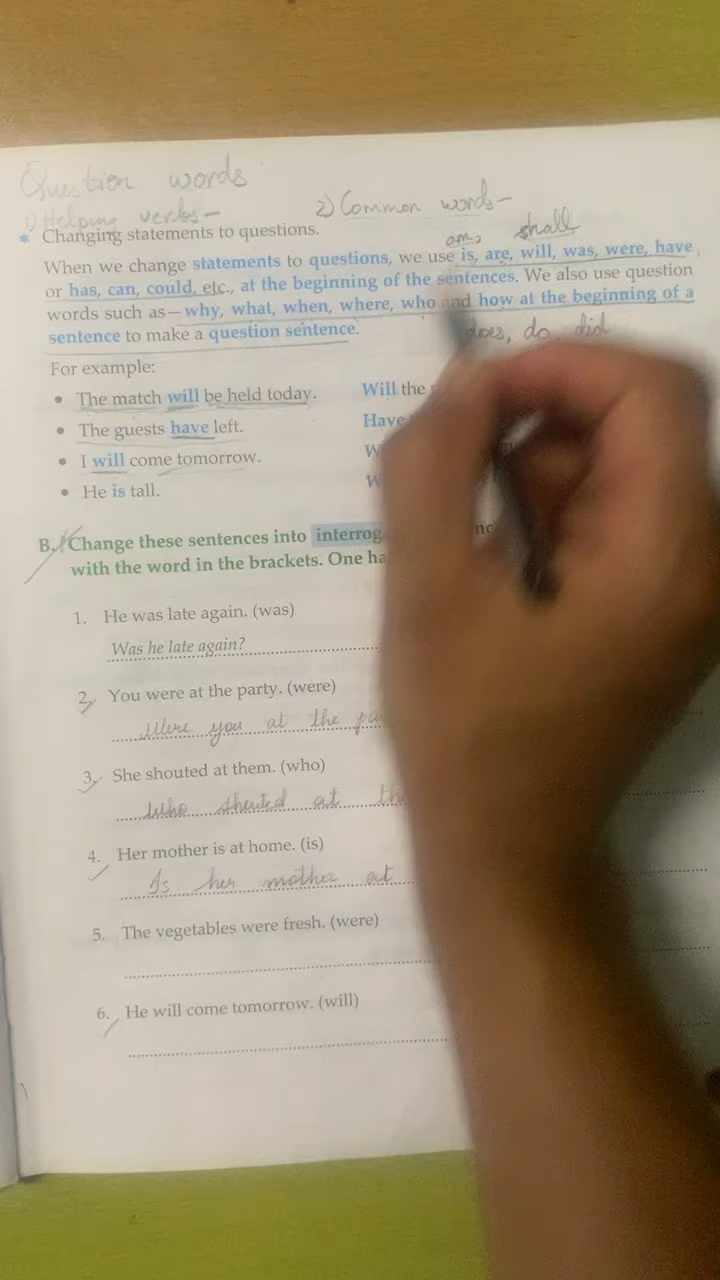 Question words
1) Helping verbs- 2) Common words-
* Changing statements to questions.
am, shall
When we change statements to questions, we use is, are, will, was, were, have
or has, can, could, etc., at the beginning of the sentences. We also use question
words such as—why, what, when, where, who and how at the beginning of a
sentence to make a question sentence.
does, do, did
For example:
• The match will be held today. Will the
• The guests have left. Have
• I will come tomorrow.
• He is tall.
B. Change these sentences into interrog
with the word in the brackets. One ha
1. He was late again. (was)
Was he late again?
2. You were at the party. (were)
Were you at the pa
3. She shouted at them. (who)
Who shouted at th
4. Her mother is at home. (is)
Is her mother at
5. The vegetables were fresh. (were)
6. He will come tomorrow. (will)